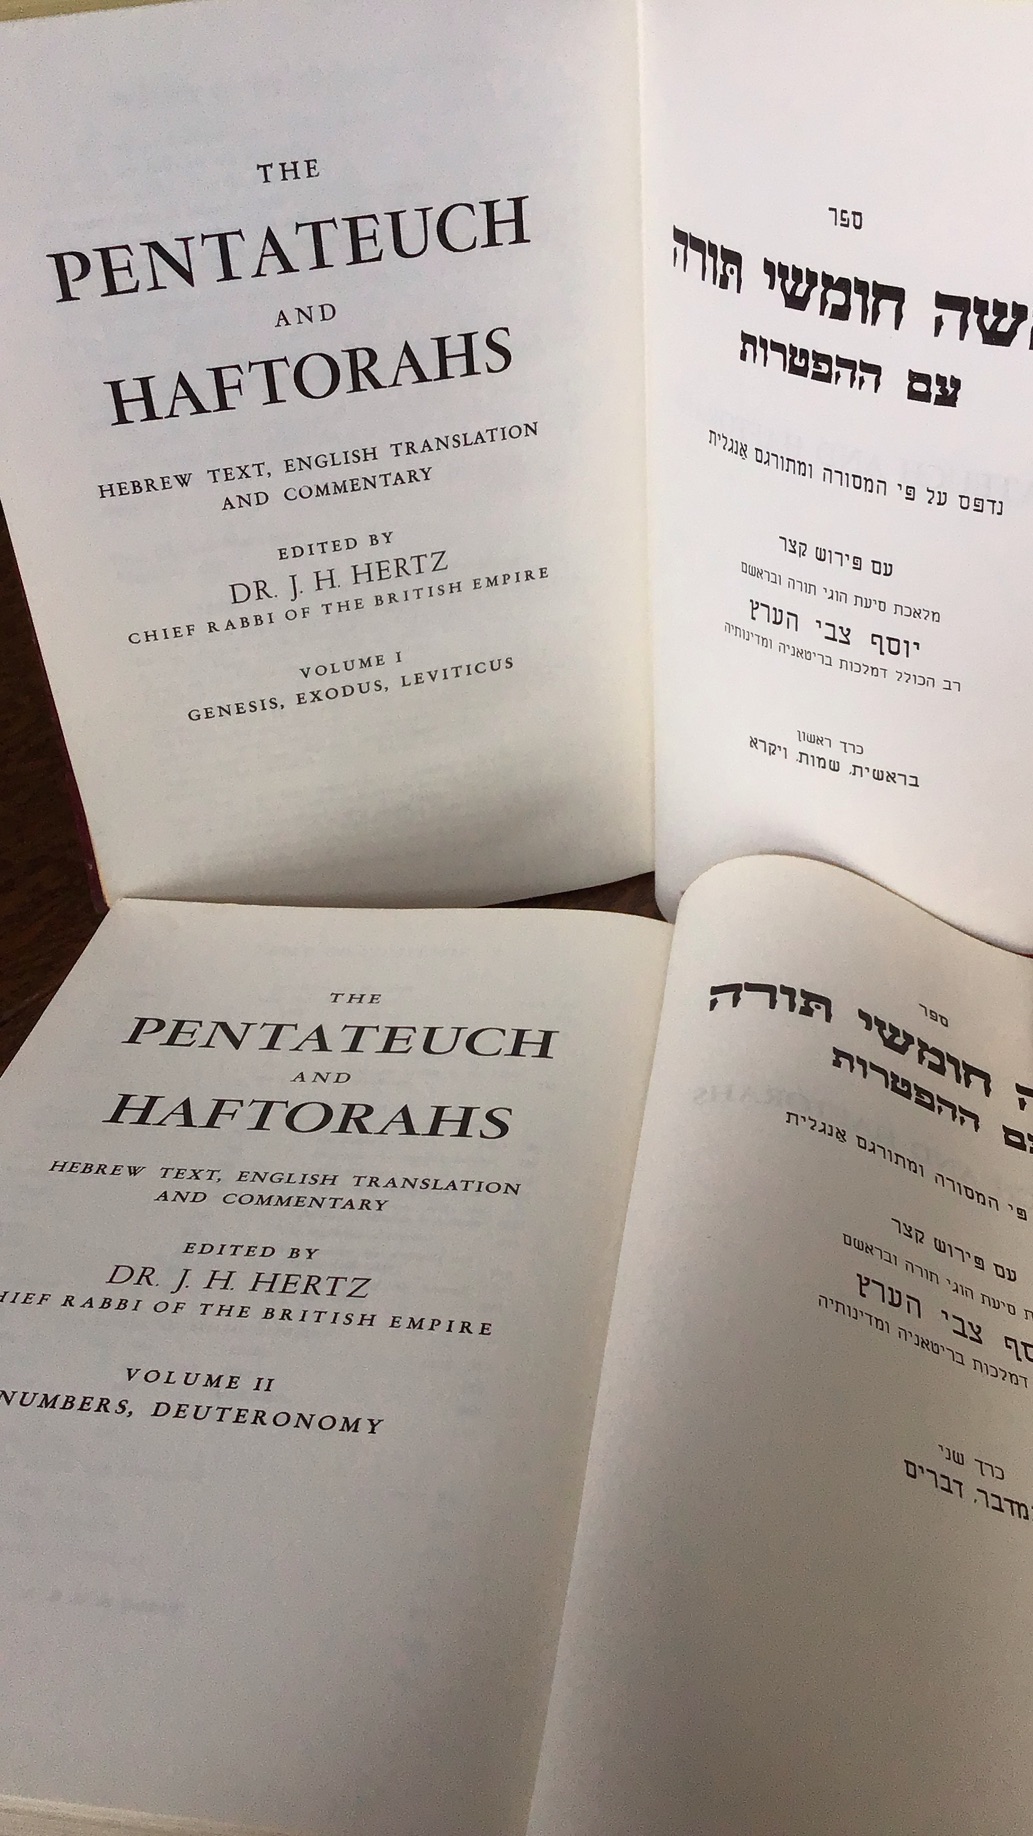 THE
PENTATEUCH
AND
HAFTORAHS
HEBREW TEXT, ENGLISH TRANSLATION
AND COMMENTARY
EDITED BY
DR. J. H. HERTZ
CHIEF RABBI OF THE BRITISH EMPIRE
VOLUME I
GENESIS, EXODUS, LEVITICUS
ספר
חומשי תורה
עם ההפטרות
נדפס על פי המסורה ומתורגם אנגלית
עם פירוש קצר
מלאכת סיעת הוגי תורה ובראשם
יוסף צבי הערץ
רב הכולל דמלכות בריטאניה ומדינותיה
כרך ראשון
בראשית, שמות, ויקרא
THE
PENTATEUCH
AND
HAFTORAHS
HEBREW TEXT, ENGLISH TRANSLATION
AND COMMENTARY
EDITED BY
DR. J. H. HERTZ
RABBI OF THE BRITISH EMPIRE
VOLUME II
NUMBERS, DEUTERONOMY
ספר
חומשי תורה
ההפטרות
פי המסורה ומתורגם אנגלית
עם פירוש קצר
סיעת הוגי תורה ובראשם
צבי הערץ
דמלכות בריטאניה ומדינותיה
כרך שני
דברים